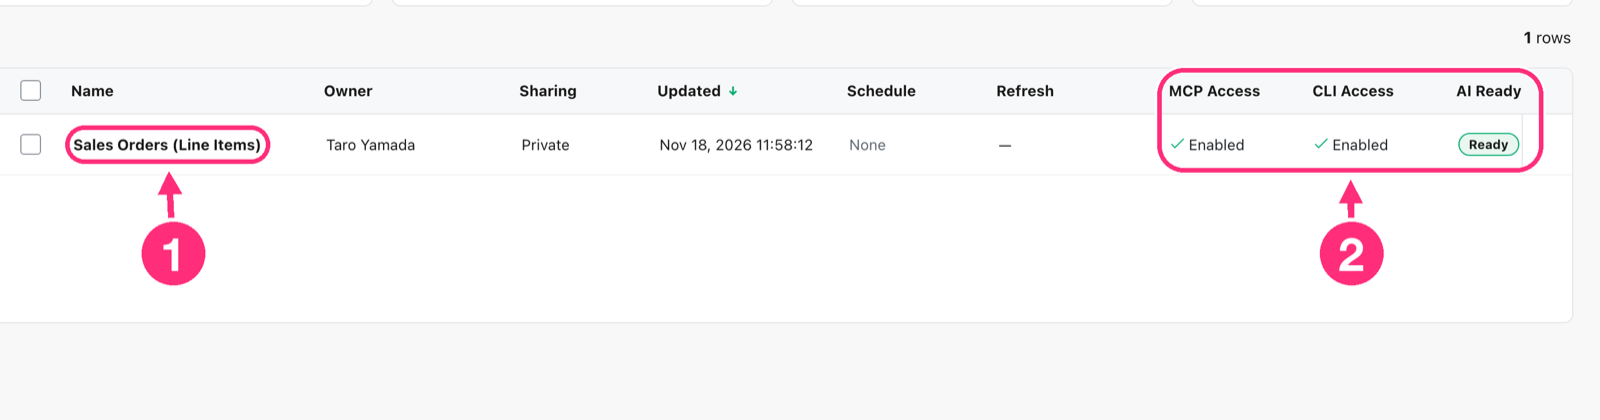 1 rows
Name Owner Sharing Updated ↓ Schedule Refresh MCP Access CLI Access AI Ready
Sales Orders (Line Items) Taro Yamada Private Nov 18, 2026 11:58:12 None — ✓ Enabled ✓ Enabled Ready
1 2